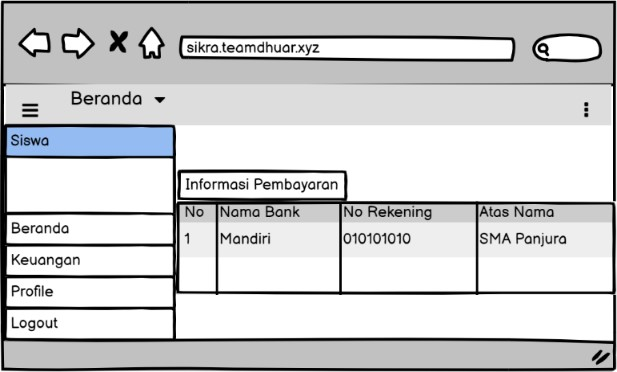 sikra.teamdhuar.xyz
Beranda
Siswa
Informasi Pembayaran
No Nama Bank No Rekening Atas Nama
1 Mandiri 010101010 SMA Panjura
Beranda
Keuangan
Profile
Logout